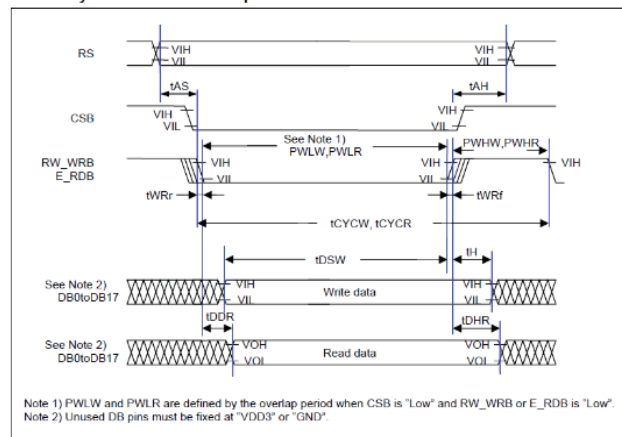 RS
VIH
VIL
VIH
VIL
tAS
tAH
CSB
VIH
VIL
VIH
VIL
See Note 1)
PWLW,PWLR
PWHW,PWHR
RW_WRB
E_RDB
VIH
VIL
VIH
VIL
VIH
tWRr
tWRf
tCYCW, tCYCR
tDSW
tH
See Note 2)
DB0toDB17
VIH
VIL
Write data
VIH
VIL
tDDR
tDHR
See Note 2)
DB0toDB17
VOH
VOL
Read data
VOH
VOL
Note 1) PWLW and PWLR are defined by the overlap period when CSB is "Low" and RW_WRB or E_RDB is "Low".
Note 2) Unused DB pins must be fixed at "VDD3" or "GND".